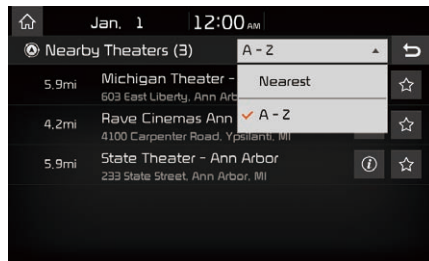 Jan. 1 12:00 AM
Nearby Theaters (3) A - Z
5.9mi Michigan Theater -
603 East Liberty, Ann Arb
Nearest
4.2mi Rave Cinemas Ann
4100 Carpenter Road, Ypsilanti, MI
A - Z
5.9mi State Theater - Ann Arbor
233 State Street, Ann Arbor, MI